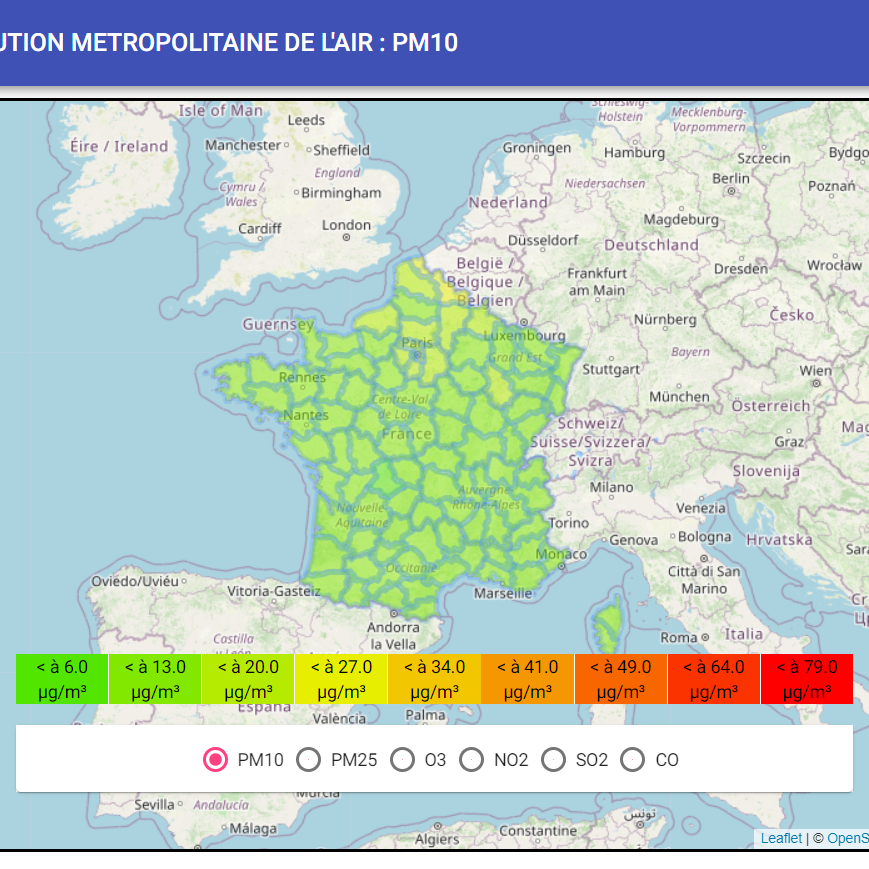 UTION METROPOLITAINE DE L'AIR : PM10
Isle of Man
Leeds
Schleswig-
Holstein
Mecklenburg-
Vorpommern
Éire / Ireland
Manchester
Sheffield
Groningen
Hamburg
Szczecin
Bydgo
England
Cymru /
Wales
Birmingham
Niedersachsen
Berlin
Poznań
Nederland
Cardiff
London
Magdeburg
Düsseldorf
Deutschland
België /
Belgique /
Belgien
Frankfurt
am Main
Dresden
Wrocław
Guernsey
Nürnberg
Česko
Luxembourg
Paris
Grand Est
Bayern
Stuttgart
Wien
Rennes
München
Österreich
Centre-Val
de Loire
Nantes
France
Schweiz/
Suisse/Svizzera/
Svizra
Graz
Mag
Slovenija
Milano
Auvergne-
Rhône-Alpes
Nouvelle
Aquitaine
Venezia
Torino
Genova
Bologna
Hrvatska
Monaco
Sara
Occitanie
Città di San
Marino
Oviedo/Uviéu
Vitoria-Gasteiz
Marseille
Cr
Andorra
la Vella
Roma
Italia
Castilla
y León
< à 6.0
µg/m³
< à 13.0
µg/m³
< à 20.0
µg/m³
< à 27.0
µg/m³
< à 34.0
µg/m³
< à 41.0
µg/m³
< à 49.0
µg/m³
< à 64.0
µg/m³
< à 79.0
µg/m³
España
València
Palma
PM10 PM25 O3 NO2 SO2 CO
Murcia
Sevilla
Andalucía
Málaga
Algiers
Constantine
تونس
Leaflet | © OpenS